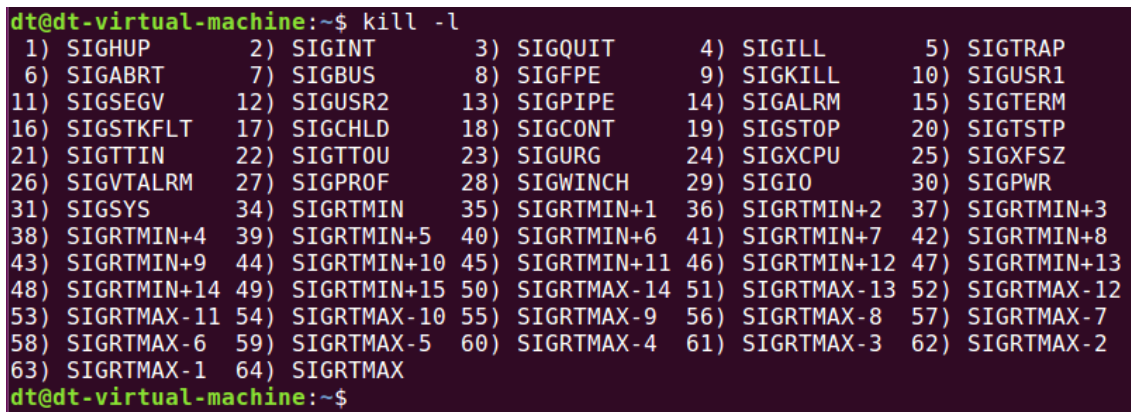 dt@dt-virtual-machine:~$ kill -l
 1) SIGHUP       2) SIGINT       3) SIGQUIT      4) SIGILL       5) SIGTRAP
 6) SIGABRT      7) SIGBUS       8) SIGFPE       9) SIGKILL     10) SIGUSR1
11) SIGSEGV     12) SIGUSR2     13) SIGPIPE     14) SIGALRM     15) SIGTERM
16) SIGSTKFLT   17) SIGCHLD     18) SIGCONT     19) SIGSTOP     20) SIGTSTP
21) SIGTTIN     22) SIGTTOU     23) SIGURG      24) SIGXCPU     25) SIGXFSZ
26) SIGVTALRM   27) SIGPROF     28) SIGWINCH    29) SIGIO       30) SIGPWR
31) SIGSYS      34) SIGRTMIN    35) SIGRTMIN+1  36) SIGRTMIN+2  37) SIGRTMIN+3
38) SIGRTMIN+4  39) SIGRTMIN+5  40) SIGRTMIN+6  41) SIGRTMIN+7  42) SIGRTMIN+8
43) SIGRTMIN+9  44) SIGRTMIN+10 45) SIGRTMIN+11 46) SIGRTMIN+12 47) SIGRTMIN+13
48) SIGRTMIN+14 49) SIGRTMIN+15 50) SIGRTMAX-14 51) SIGRTMAX-13 52) SIGRTMAX-12
53) SIGRTMAX-11 54) SIGRTMAX-10 55) SIGRTMAX-9  56) SIGRTMAX-8  57) SIGRTMAX-7
58) SIGRTMAX-6  59) SIGRTMAX-5  60) SIGRTMAX-4  61) SIGRTMAX-3  62) SIGRTMAX-2
63) SIGRTMAX-1  64) SIGRTMAX
dt@dt-virtual-machine:~$